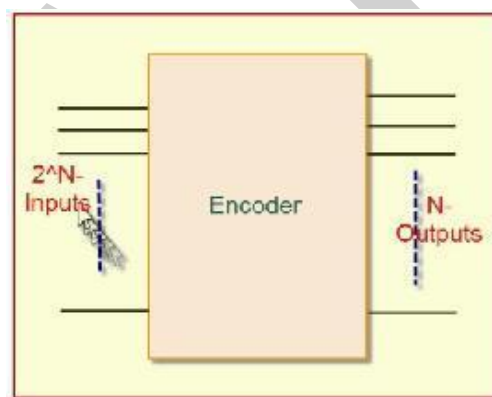 2^N-
Inputs
Encoder
N-
Outputs